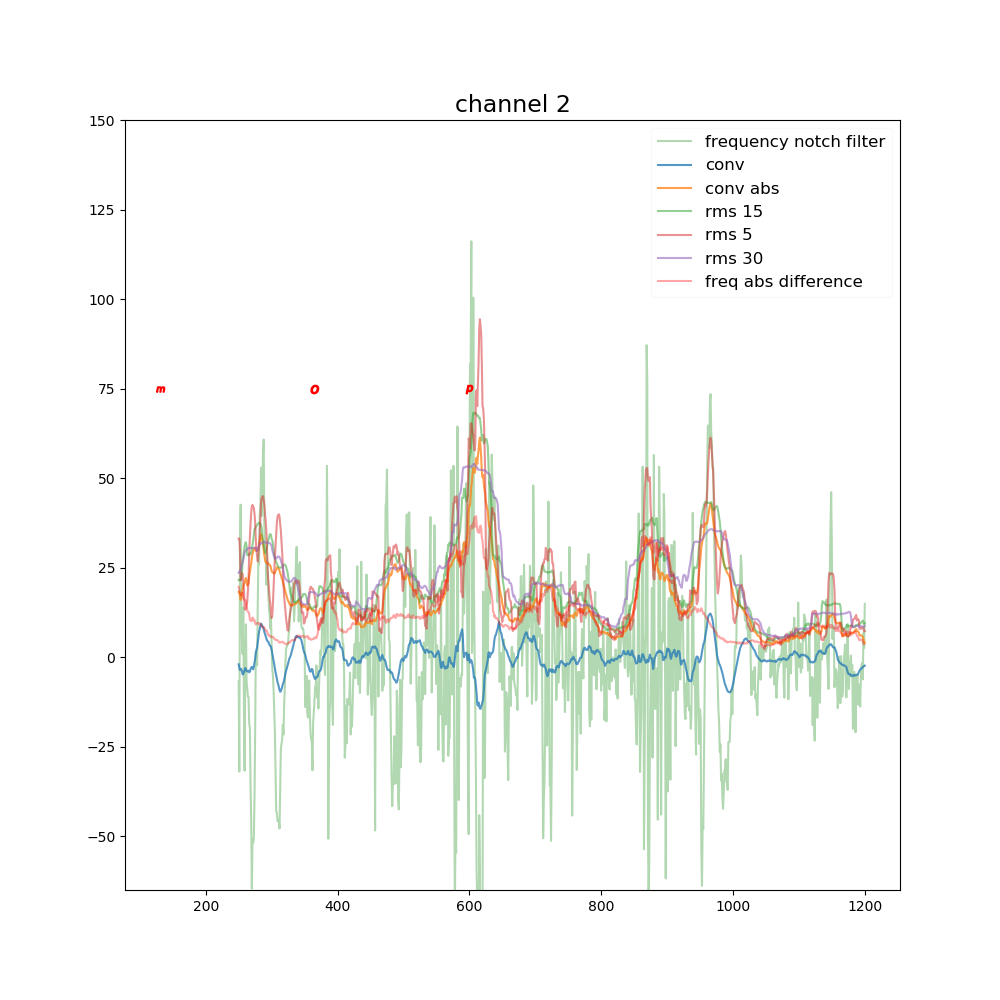 channel 2
150
125
100
75
50
25
0
−25
−50
frequency notch filter
conv
conv abs
rms 15
rms 5
rms 30
freq abs difference
m o p
200 400 600 800 1000 1200